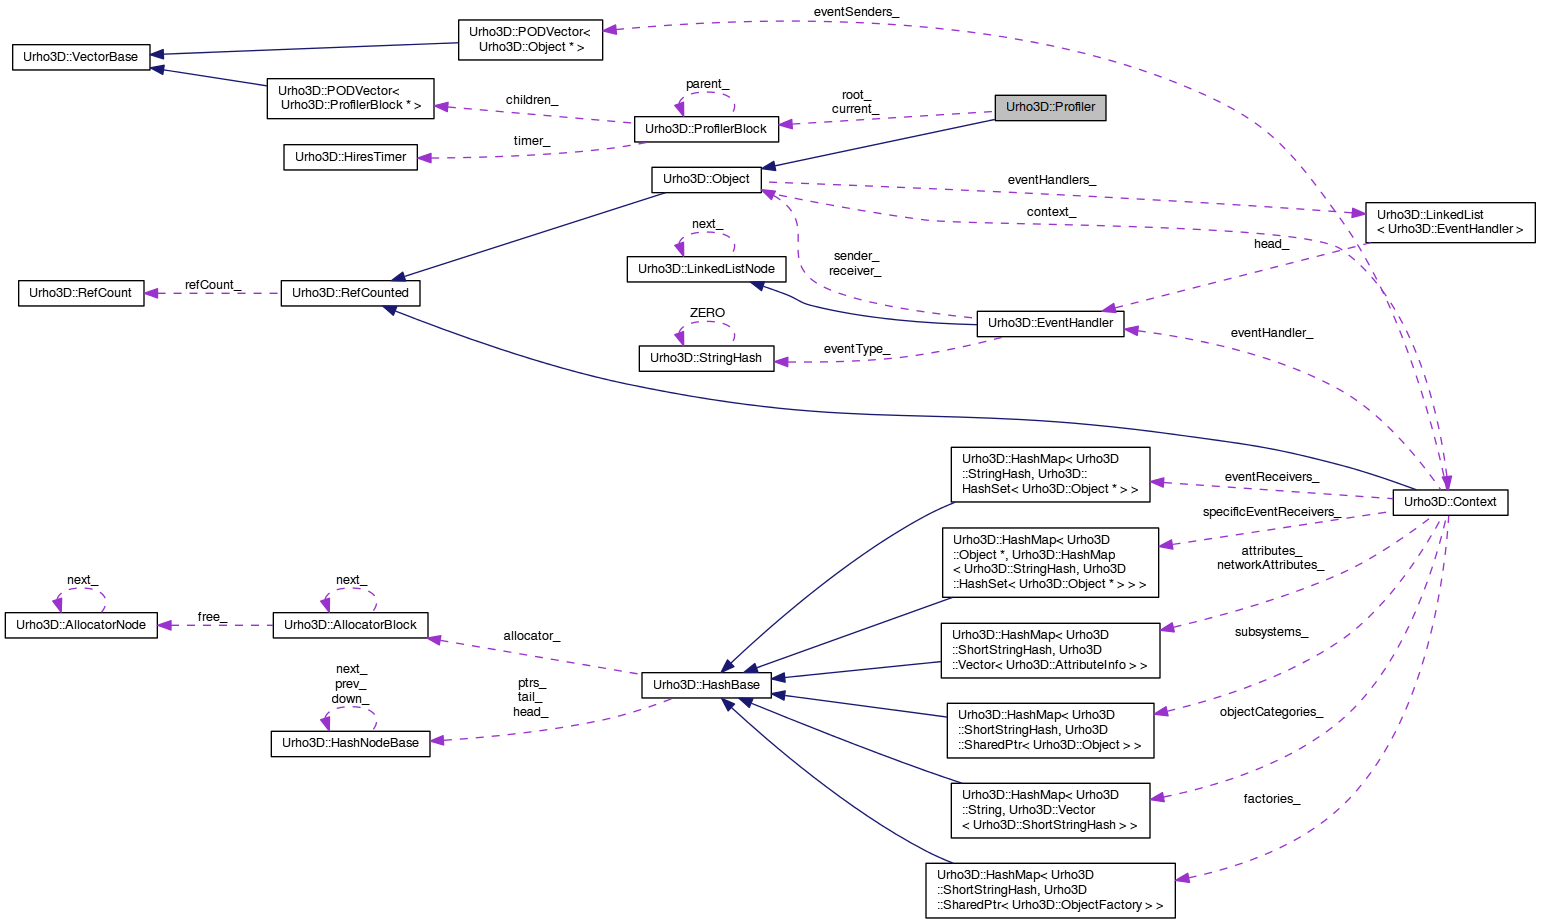 eventSenders_
Urho3D::PODVector<
Urho3D::Object * >
Urho3D::VectorBase
Urho3D::PODVector<
Urho3D::ProfilerBlock * >
children_
parent_
root_
current_
Urho3D::Profiler
Urho3D::ProfilerBlock
timer_
Urho3D::HiresTimer
Urho3D::Object
eventHandlers_
context_
Urho3D::LinkedList
< Urho3D::EventHandler >
next_
head_
sender_
receiver_
Urho3D::LinkedListNode
Urho3D::RefCount
refCount_
Urho3D::RefCounted
ZERO
Urho3D::EventHandler
eventHandler_
Urho3D::StringHash
eventType_
Urho3D::HashMap< Urho3D
::StringHash, Urho3D::
HashSet< Urho3D::Object * > >
eventReceivers_
Urho3D::Context
specificEventReceivers_
Urho3D::HashMap< Urho3D
::Object *, Urho3D::HashMap
< Urho3D::StringHash, Urho3D
::HashSet< Urho3D::Object * > > >
attributes_
networkAttributes_
next_
Urho3D::AllocatorNode
free_
next_
Urho3D::AllocatorBlock
allocator_
Urho3D::HashMap< Urho3D
::ShortStringHash, Urho3D
::Vector< Urho3D::AttributeInfo > >
subsystems_
Urho3D::HashBase
next_
prev_
down_
ptrs_
tail_
head_
Urho3D::HashNodeBase
Urho3D::HashMap< Urho3D
::ShortStringHash, Urho3D
::SharedPtr< Urho3D::Object > >
objectCategories_
Urho3D::HashMap< Urho3D
::String, Urho3D::Vector
< Urho3D::ShortStringHash > >
factories_
Urho3D::HashMap< Urho3D
::ShortStringHash, Urho3D
::SharedPtr< Urho3D::ObjectFactory > >